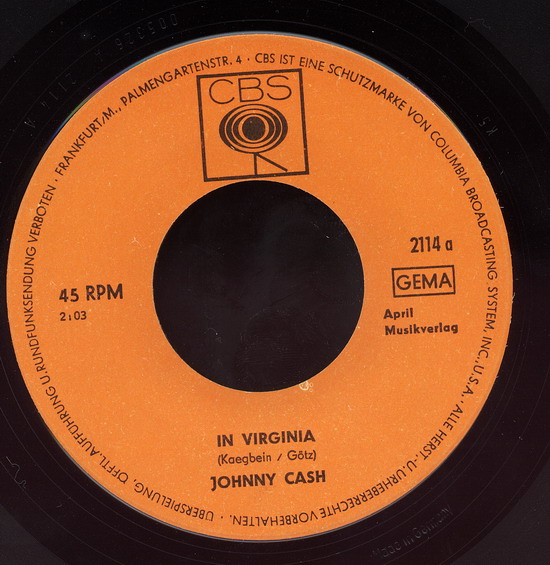 FRANKFURT/M., PALMENGARTENSTR. 4 · CBS IST EINE SCHUTZMARKE VON COLUMBIA BROADCASTING SYSTEM, INC., U.S.A. · ALLE HERST.-U.URHEBERRECHTE VORBEHALTEN. · ÜBERSPIELUNG, ÖFFTL. AUFFÜHRUNG U. RUNDFUNKSENDUNG VERBOTEN ·
CBS
2114 a
45 RPM
GEMA
2:03
April
Musikverlag
IN VIRGINIA
(Kaegbein / Götz)
JOHNNY CASH